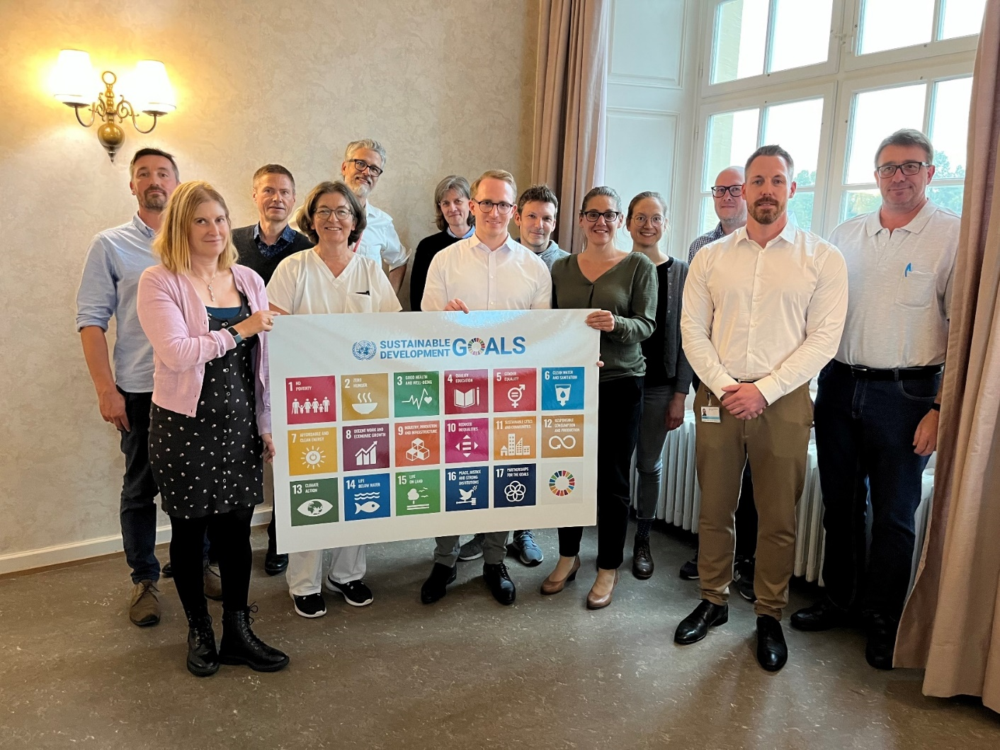 SUSTAINABLE
DEVELOPMENT
GOALS
1 NO
POVERTY
2 ZERO
HUNGER
3 GOOD HEALTH
AND WELL-BEING
4 QUALITY
EDUCATION
5 GENDER
EQUALITY
6 CLEAN WATER
AND SANITATION
7 AFFORDABLE AND
CLEAN ENERGY
8 DECENT WORK AND
ECONOMIC GROWTH
9 INDUSTRY, INNOVATION
AND INFRASTRUCTURE
10 REDUCED
INEQUALITIES
11 SUSTAINABLE CITIES
AND COMMUNITIES
12 RESPONSIBLE
CONSUMPTION
AND PRODUCTION
13 CLIMATE
ACTION
14 LIFE
BELOW WATER
15 LIFE
ON LAND
16 PEACE, JUSTICE
AND STRONG
INSTITUTIONS
17 PARTNERSHIPS
FOR THE GOALS